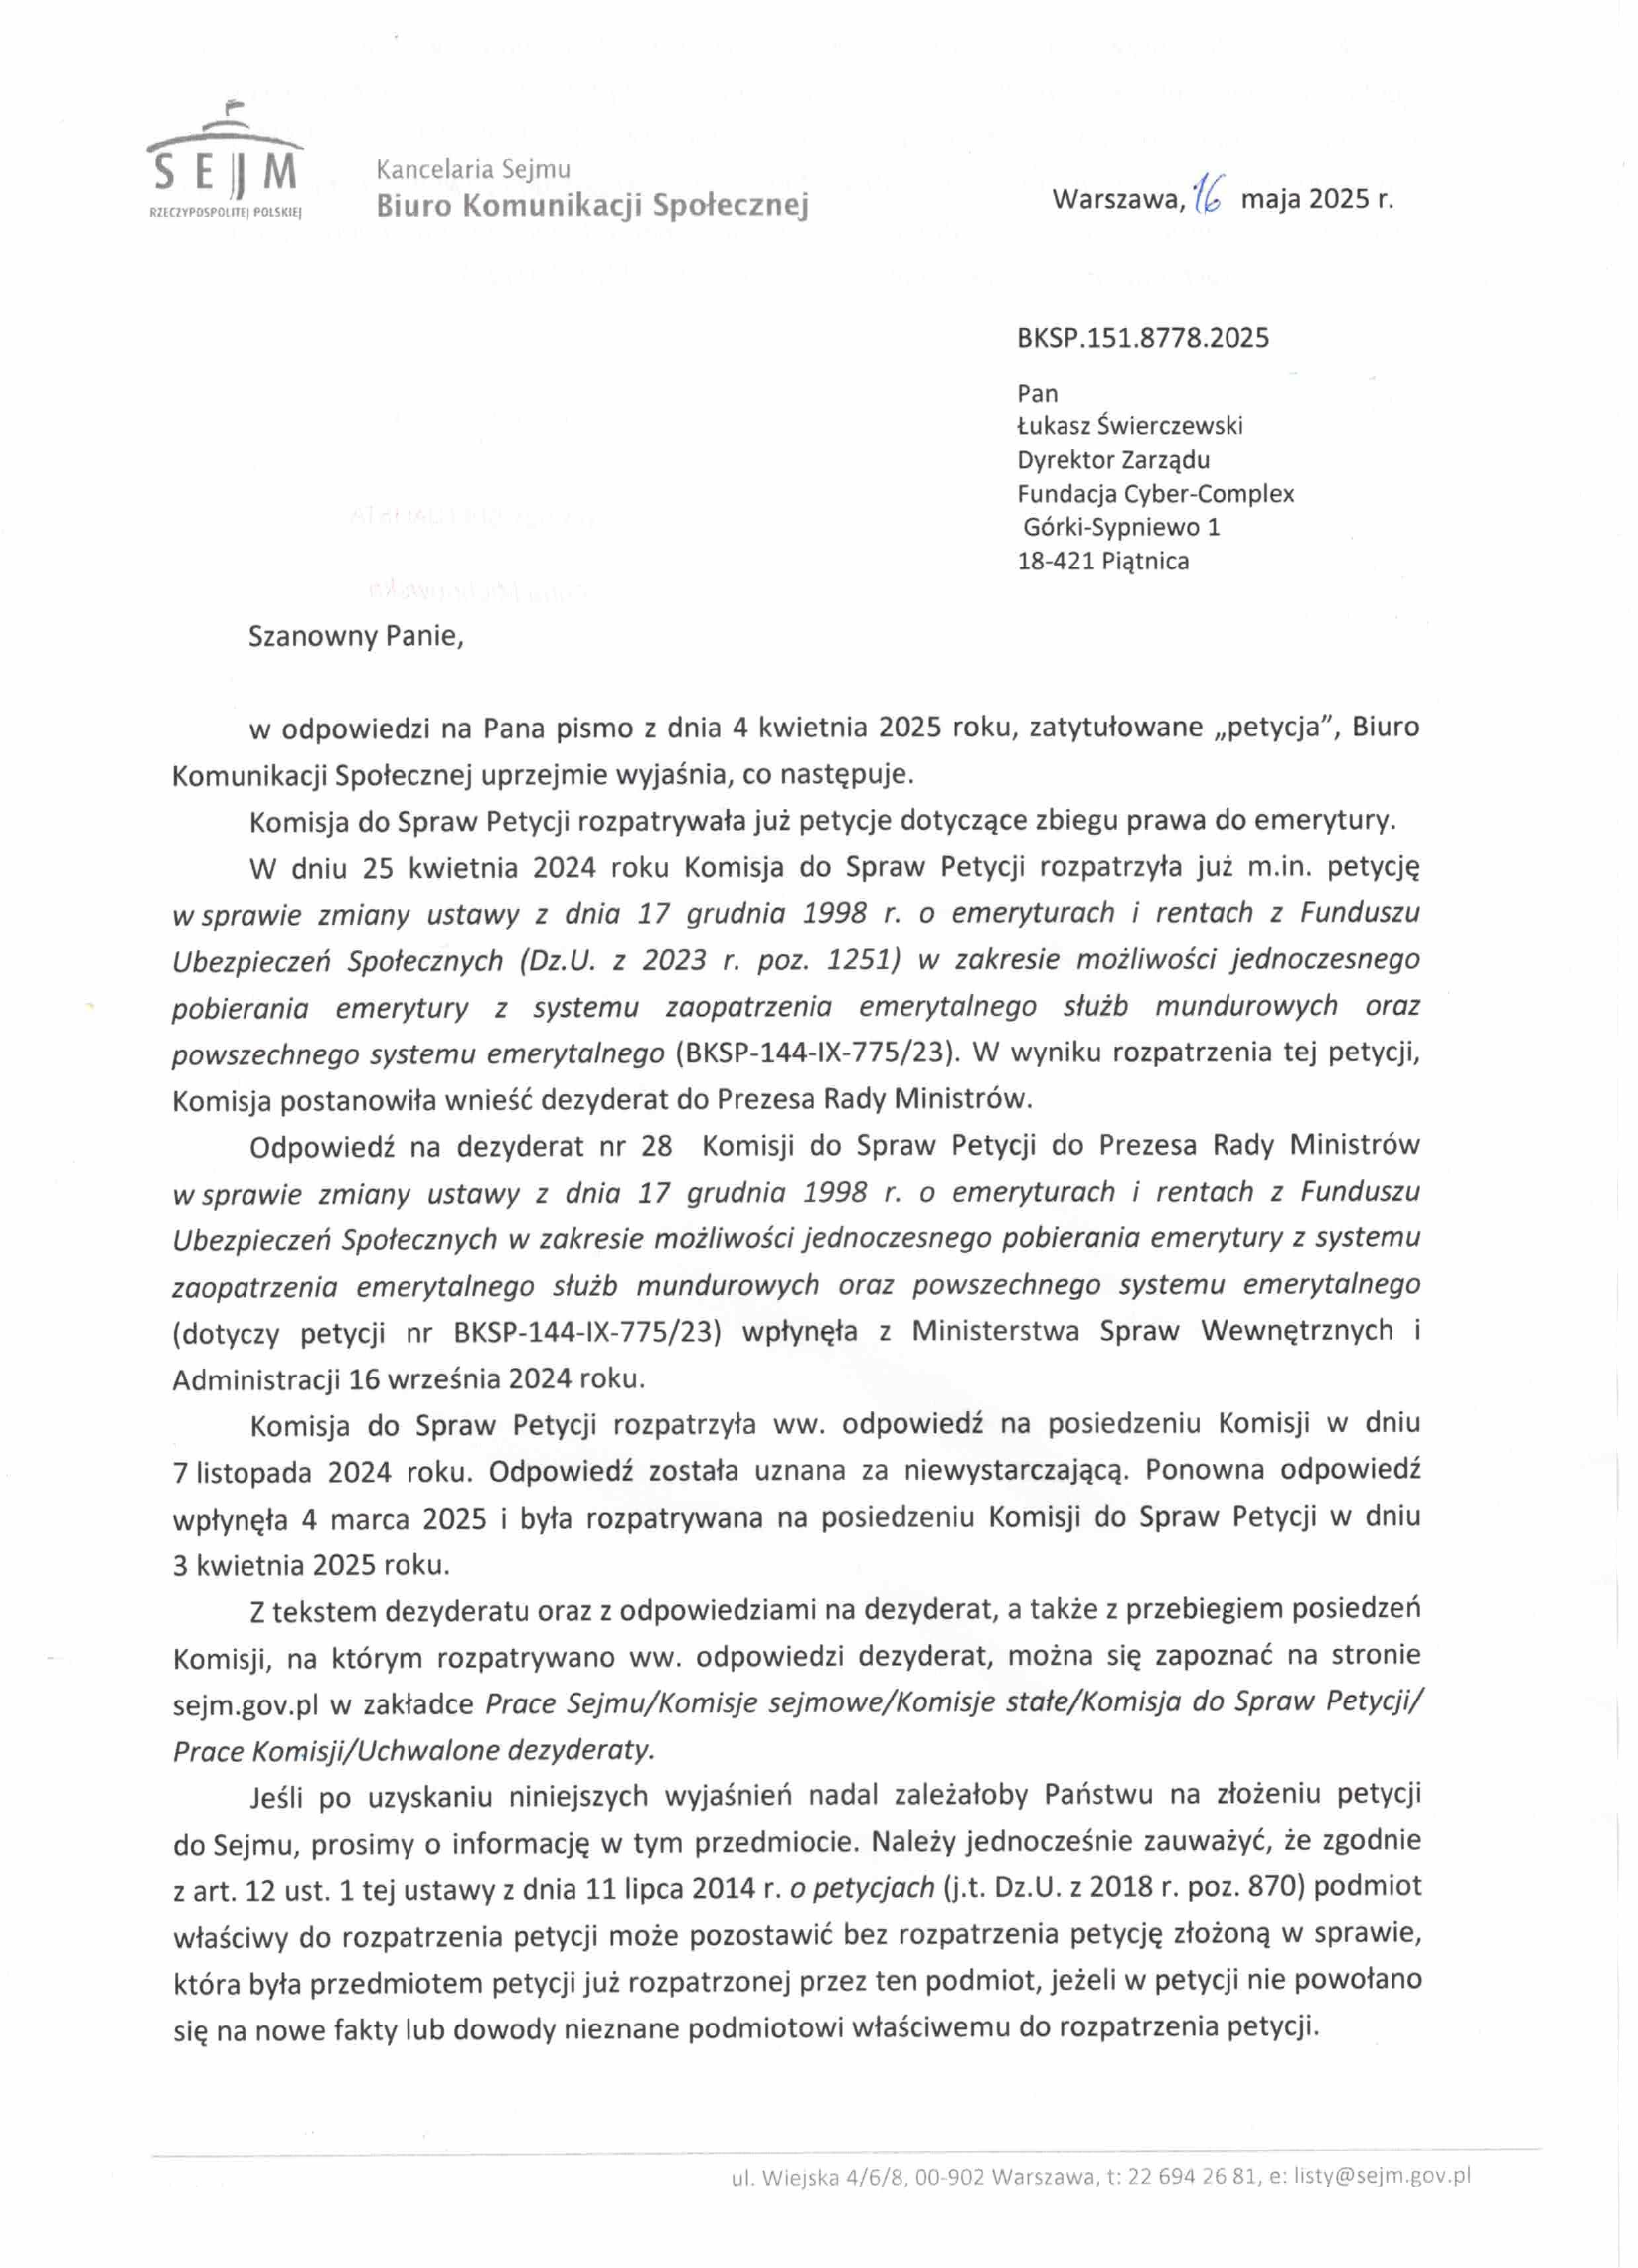 SEJM
RZECZYPOSPOLITEJ POLSKIEJ
Kancelaria Sejmu
Biuro Komunikacji Społecznej
Warszawa, 16 maja 2025 r.
BKSP.151.8778.2025
Pan
Łukasz Świerczewski
Dyrektor Zarządu
Fundacja Cyber-Complex
Górki-Sypniewo 1
18-421 Piątnica
Szanowny Panie,
w odpowiedzi na Pana pismo z dnia 4 kwietnia 2025 roku, zatytułowane „petycja”, Biuro
Komunikacji Społecznej uprzejmie wyjaśnia, co następuje.
Komisja do Spraw Petycji rozpatrywała już petycje dotyczące zbiegu prawa do emerytury.
W dniu 25 kwietnia 2024 roku Komisja do Spraw Petycji rozpatrzyła już m.in. petycję
w sprawie zmiany ustawy z dnia 17 grudnia 1998 r. o emeryturach i rentach z Funduszu
Ubezpieczeń Społecznych (Dz.U. z 2023 r. poz. 1251) w zakresie możliwości jednoczesnego
pobierania emerytury z systemu zaopatrzenia emerytalnego służb mundurowych oraz
powszechnego systemu emerytalnego (BKSP-144-IX-775/23). W wyniku rozpatrzenia tej petycji,
Komisja postanowiła wnieść dezyderat do Prezesa Rady Ministrów.
Odpowiedź na dezyderat nr 28 Komisji do Spraw Petycji do Prezesa Rady Ministrów
w sprawie zmiany ustawy z dnia 17 grudnia 1998 r. o emeryturach i rentach z Funduszu
Ubezpieczeń Społecznych w zakresie możliwości jednoczesnego pobierania emerytury z systemu
zaopatrzenia emerytalnego służb mundurowych oraz powszechnego systemu emerytalnego
(dotyczy petycji nr BKSP-144-IX-775/23) wpłynęła z Ministerstwa Spraw Wewnętrznych i
Administracji 16 września 2024 roku.
Komisja do Spraw Petycji rozpatrzyła ww. odpowiedź na posiedzeniu Komisji w dniu
7 listopada 2024 roku. Odpowiedź została uznana za niewystarczającą. Ponowna odpowiedź
wpłynęła 4 marca 2025 i była rozpatrywana na posiedzeniu Komisji do Spraw Petycji w dniu
3 kwietnia 2025 roku.
Z tekstem dezyderatu oraz z odpowiedziami na dezyderat, a także z przebiegiem posiedzeń
Komisji, na którym rozpatrywano ww. odpowiedzi dezyderat, można się zapoznać na stronie
sejm.gov.pl w zakładce Prace Sejmu/Komisje sejmowe/Komisje stałe/Komisja do Spraw Petycji/
Prace Komisji/Uchwalone dezyderaty.
Jeśli po uzyskaniu niniejszych wyjaśnień nadal zależałoby Państwu na złożeniu petycji
do Sejmu, prosimy o informację w tym przedmiocie. Należy jednocześnie zauważyć, że zgodnie
z art. 12 ust. 1 tej ustawy z dnia 11 lipca 2014 r. o petycjach (j.t. Dz.U. z 2018 r. poz. 870) podmiot
właściwy do rozpatrzenia petycji może pozostawić bez rozpatrzenia petycję złożoną w sprawie,
która była przedmiotem petycji już rozpatrzonej przez ten podmiot, jeżeli w petycji nie powołano
się na nowe fakty lub dowody nieznane podmiotowi właściwemu do rozpatrzenia petycji.
ul. Wiejska 4/6/8, 00-902 Warszawa, t: 22 694 26 81, e: listy@sejm.gov.pl